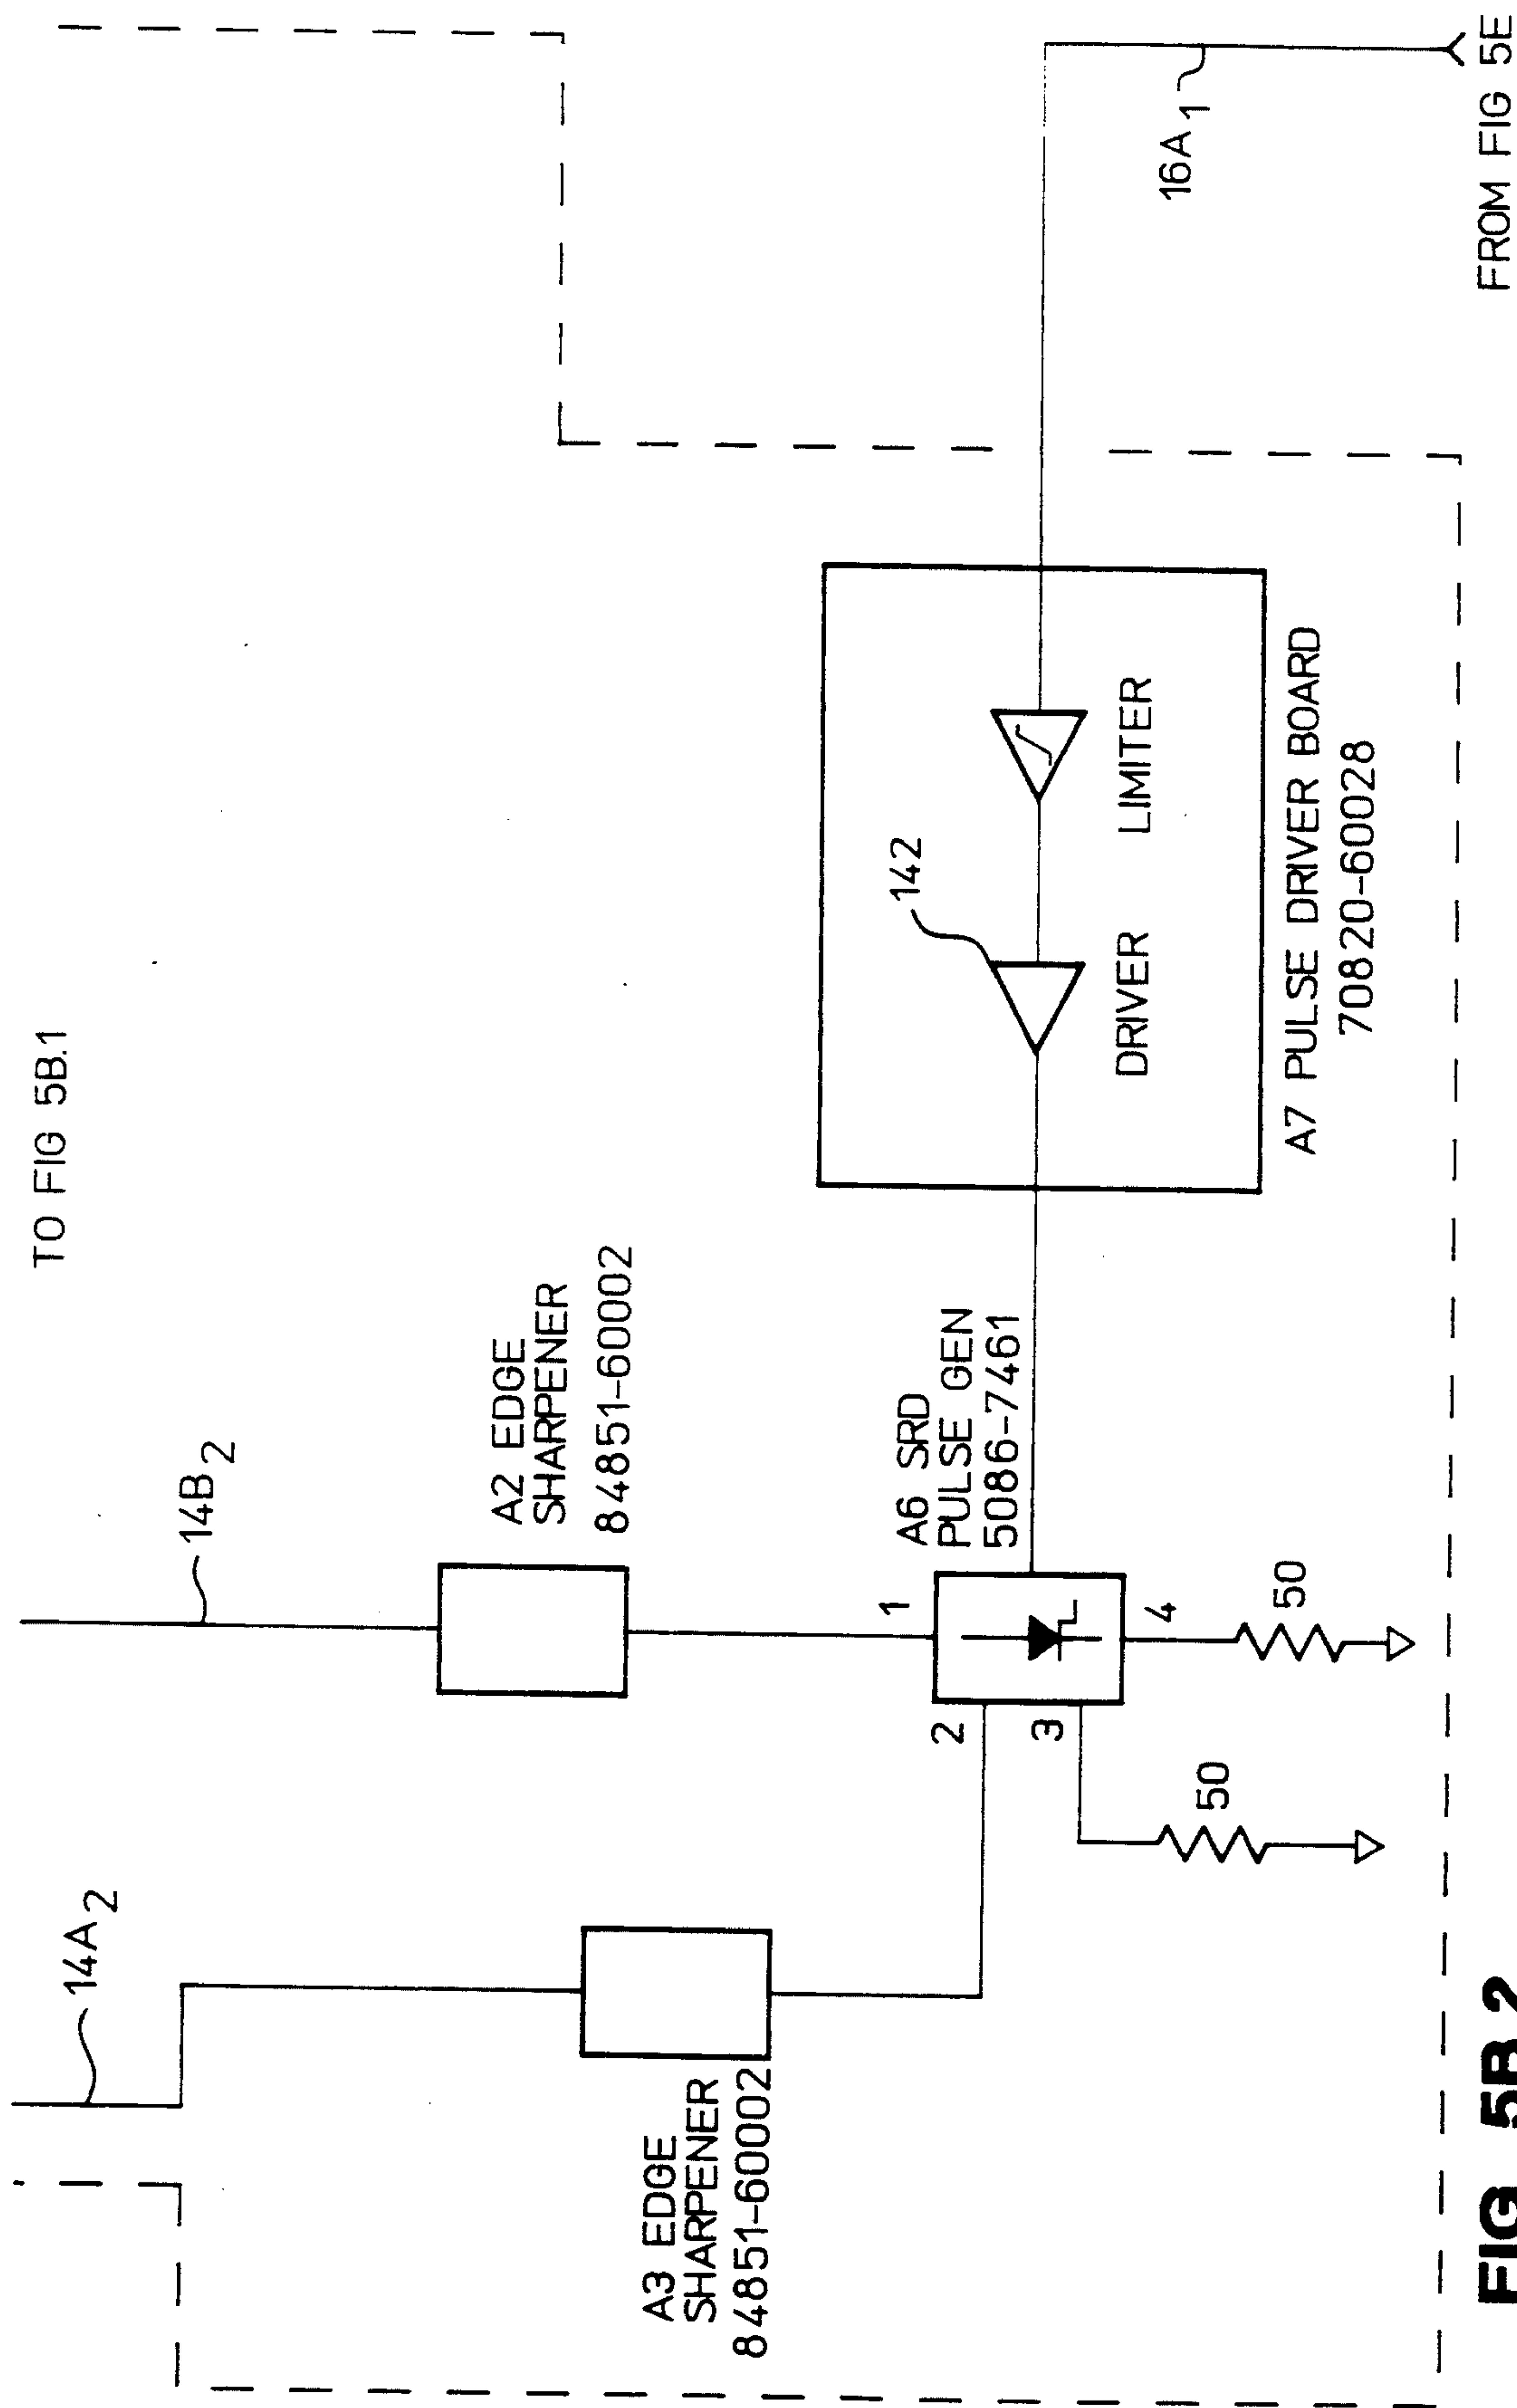 TO FIG 5B.1
14A2
14B2
A2 EDGE
SHARPENER
84851-60002
A3 EDGE
SHARPENER
84851-60002
A6 SRD
PULSE GEN
5086-7461
1
2
3
4
50
50
142
DRIVER
LIMITER
A7 PULSE DRIVER BOARD
70820-60028
16A1
FROM FIG 5E
FIG 5B.2